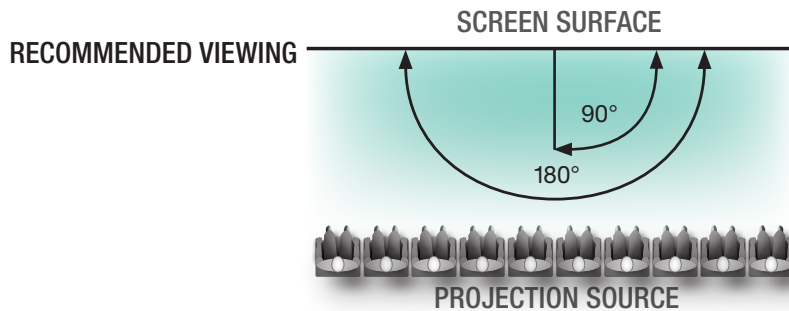 SCREEN SURFACE
RECOMMENDED VIEWING
90°
180°
PROJECTION SOURCE